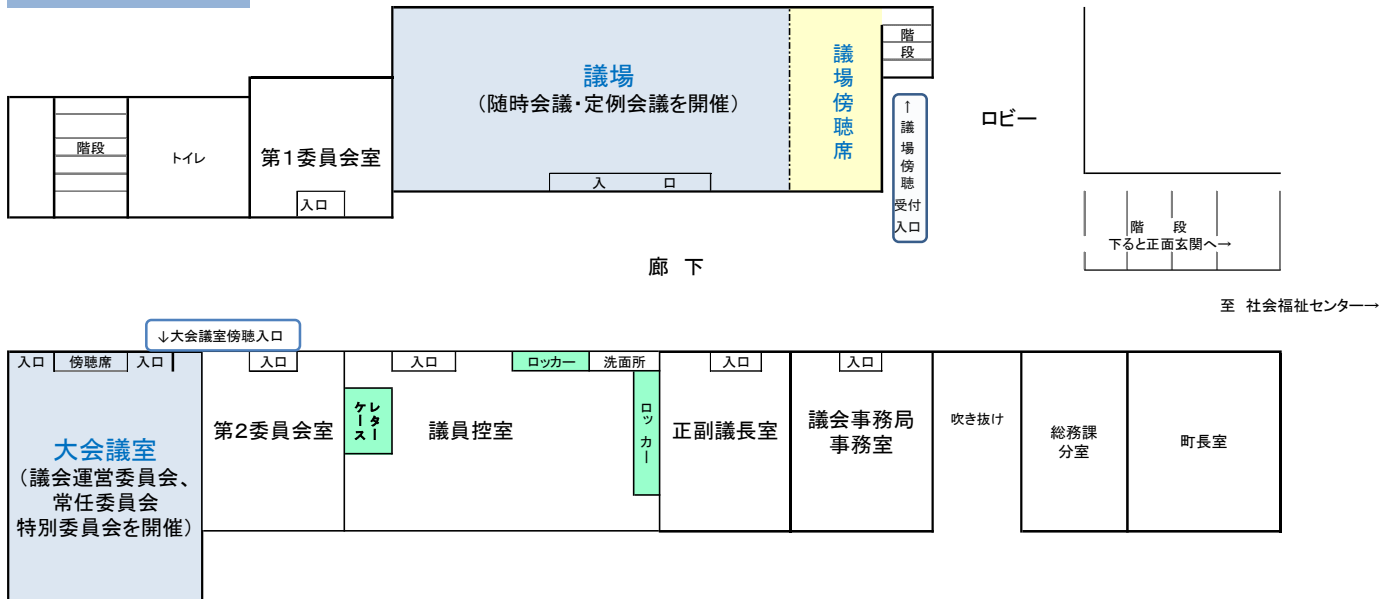 議場
(随時会議・定例会議を開催)
議場傍聴席
階段
ロビー
↑議場傍聴受付入口
階段
トイレ
第1委員会室
入口
入　口
階　段
下ると正面玄関へ→
廊 下
至 社会福祉センター→
↓大会議室傍聴入口
入口
傍聴席
入口
入口
入口
ロッカー
洗面所
入口
入口
大会議室
(議会運営委員会、
常任委員会
特別委員会を開催)
第2委員会室
レター
ケース
議員控室
ロッカー
正副議長室
議会事務局
事務室
吹き抜け
総務課
分室
町長室